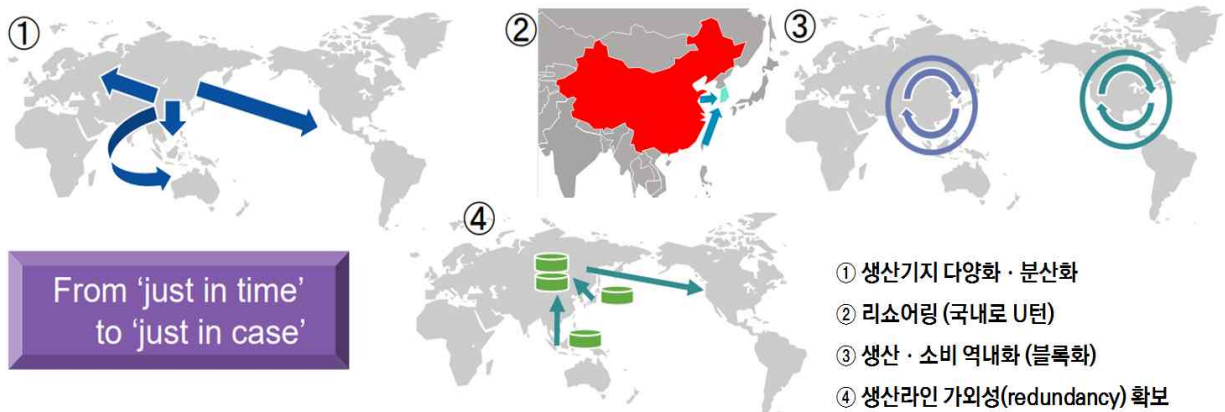 ①
②
③
④
From ‘just in time’
to ‘just in case’
① 생산기지 다양화 · 분산화
② 리쇼어링 (국내로 U턴)
③ 생산 · 소비 역내화 (블록화)
④ 생산라인 가외성(redundancy) 확보